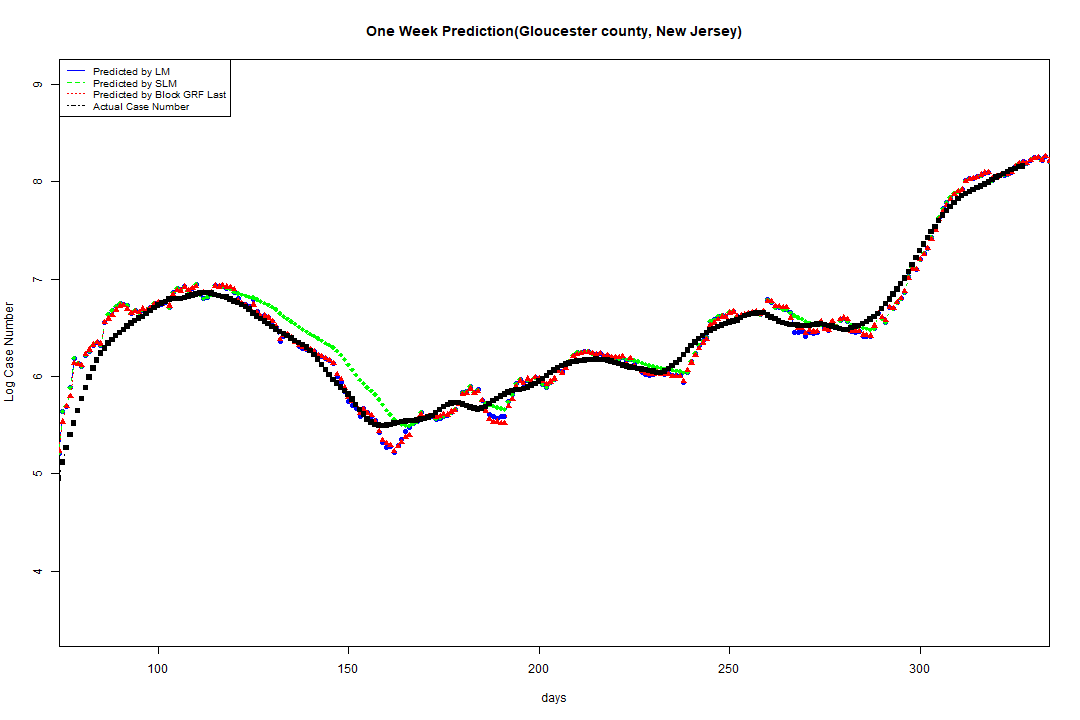 One Week Prediction(Gloucester county, New Jersey)
Predicted by LM
Predicted by SLM
Predicted by Block GRF Last
Actual Case Number
9
8
7
6
5
4
Log Case Number
100 150 200 250 300
days